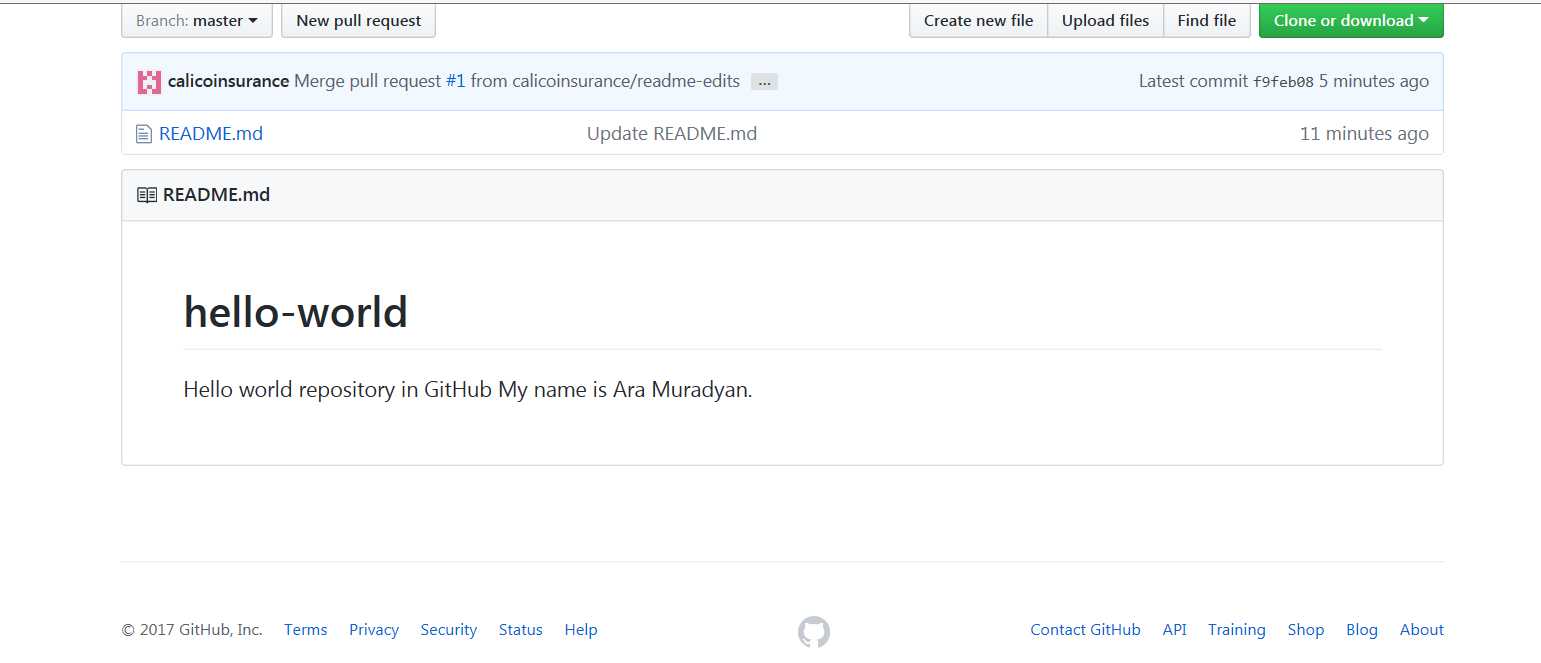 Branch: master New pull request Create new file Upload files Find file Clone or download
calicoinsurance Merge pull request #1 from calicoinsurance/readme-edits ... Latest commit f9feb08 5 minutes ago
README.md Update README.md 11 minutes ago
README.md
hello-world
Hello world repository in GitHub My name is Ara Muradyan.
© 2017 GitHub, Inc. Terms Privacy Security Status Help Contact GitHub API Training Shop Blog About